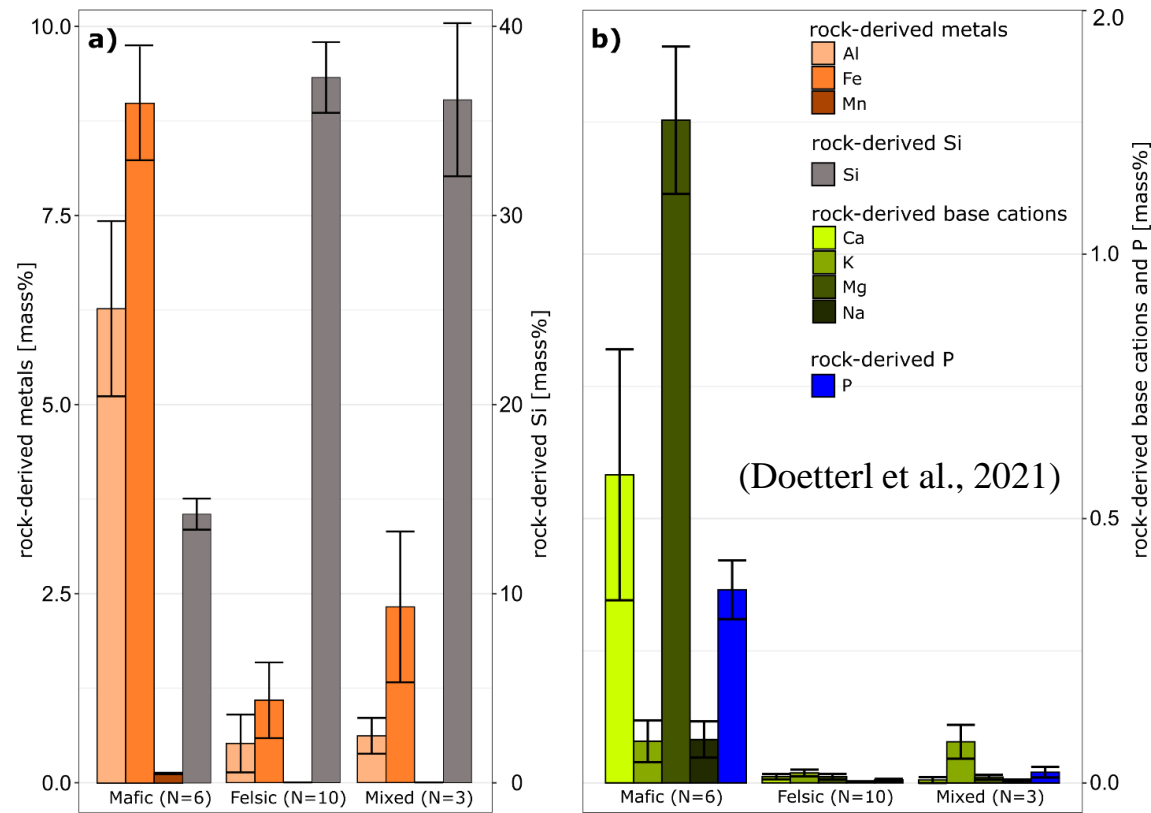 a)
rock-derived metals [mass%]
10.0
7.5
5.0
2.5
0.0
Mafic (N=6) Felsic (N=10) Mixed (N=3)
40
30
20
10
0
rock-derived Si [mass%]
b)
rock-derived metals
Al
Fe
Mn
rock-derived Si
Si
rock-derived base cations
Ca
K
Mg
Na
rock-derived P
P
(Doetterl et al., 2021)
Mafic (N=6) Felsic (N=10) Mixed (N=3)
2.0
1.0
0.5
0.0
rock-derived base cations and P [mass%]